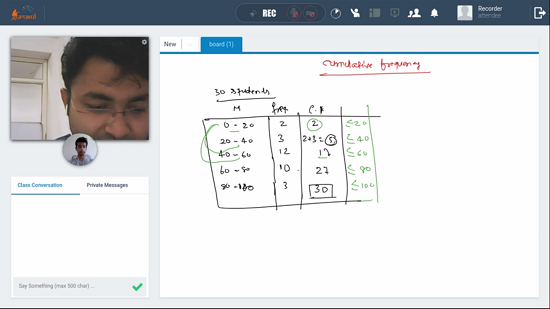 REC
Recorder
attendee
New
board (1)
cumulative frequency
30 students
M freq. C.f
0 - 20 2 2 ≤20
20 - 40 3 2+3=5 ≤40
40 - 60 12 17 ≤60
60 - 80 10 27 ≤80
80 - 100 3 30 ≤100
Class Conversation Private Messages
Say Something (max 500 char) ...